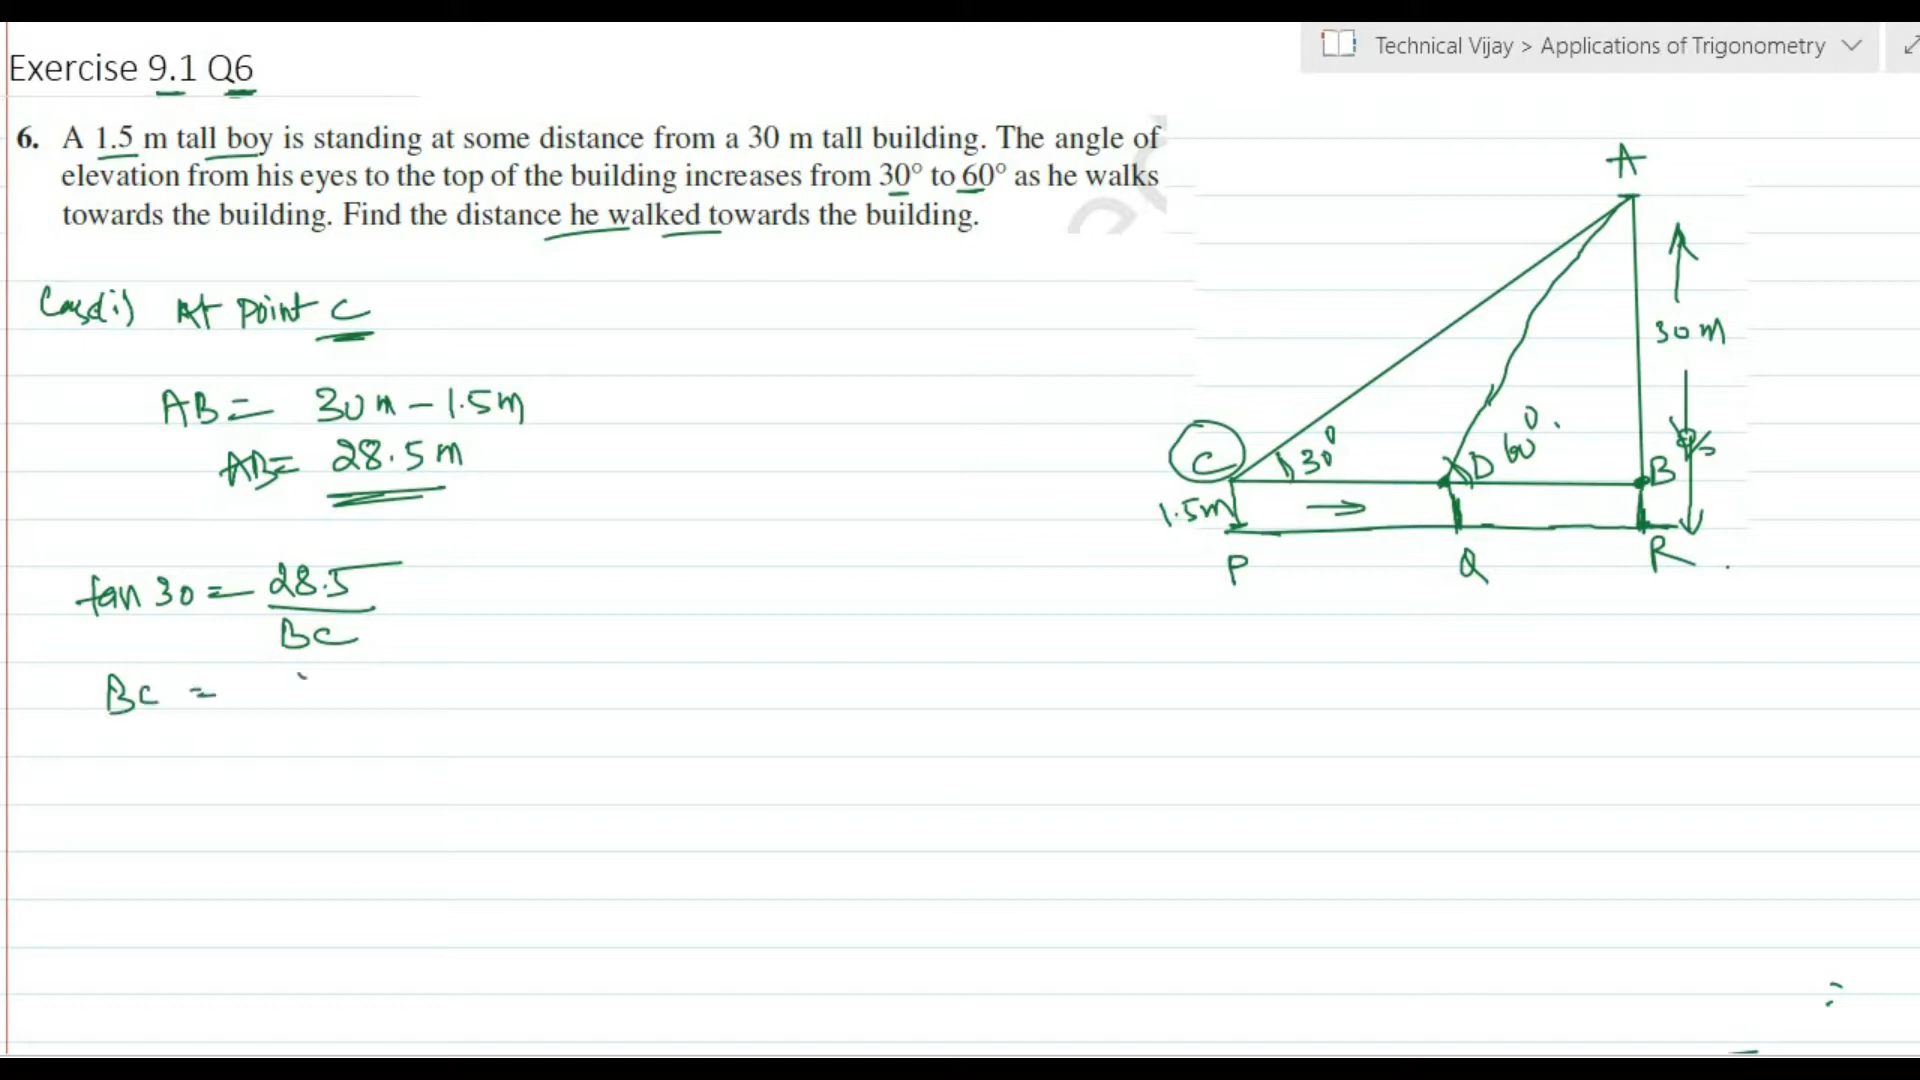 Technical Vijay > Applications of Trigonometry
Exercise 9.1 Q6
6. A 1.5 m tall boy is standing at some distance from a 30 m tall building. The angle of
elevation from his eyes to the top of the building increases from 30° to 60° as he walks
towards the building. Find the distance he walked towards the building.
Case(i) At point C
AB = 30m - 1.5m
AB = 28.5m
tan 30 = 28.5
BC
BC =
A
30 m
C 30° D 60° B
1.5m
P Q R